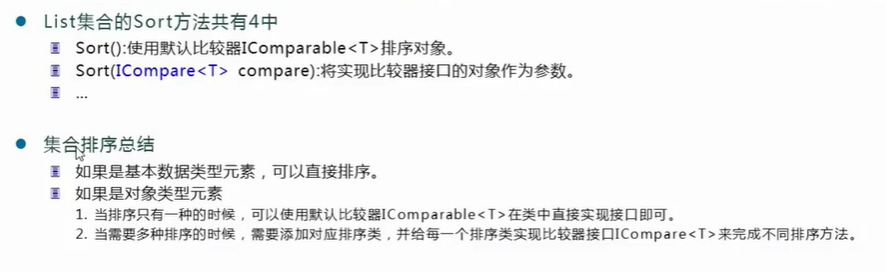 List集合的Sort方法共有4中
Sort():使用默认比较器IComparable<T>排序对象。
Sort(ICompare<T> compare):将实现比较器接口的对象作为参数。
...
集合排序总结
如果是基本数据类型元素，可以直接排序。
如果是对象类型元素
1. 当排序只有一种的时候，可以使用默认比较器IComparable<T>在类中直接实现接口即可。
2. 当需要多种排序的时候，需要添加对应排序类，并给每一个排序类实现比较器接口ICompare<T>来完成不同排序方法。